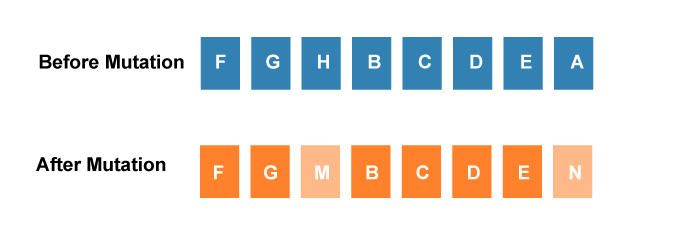 Before Mutation F G H B C D E A
After Mutation F G M B C D E N